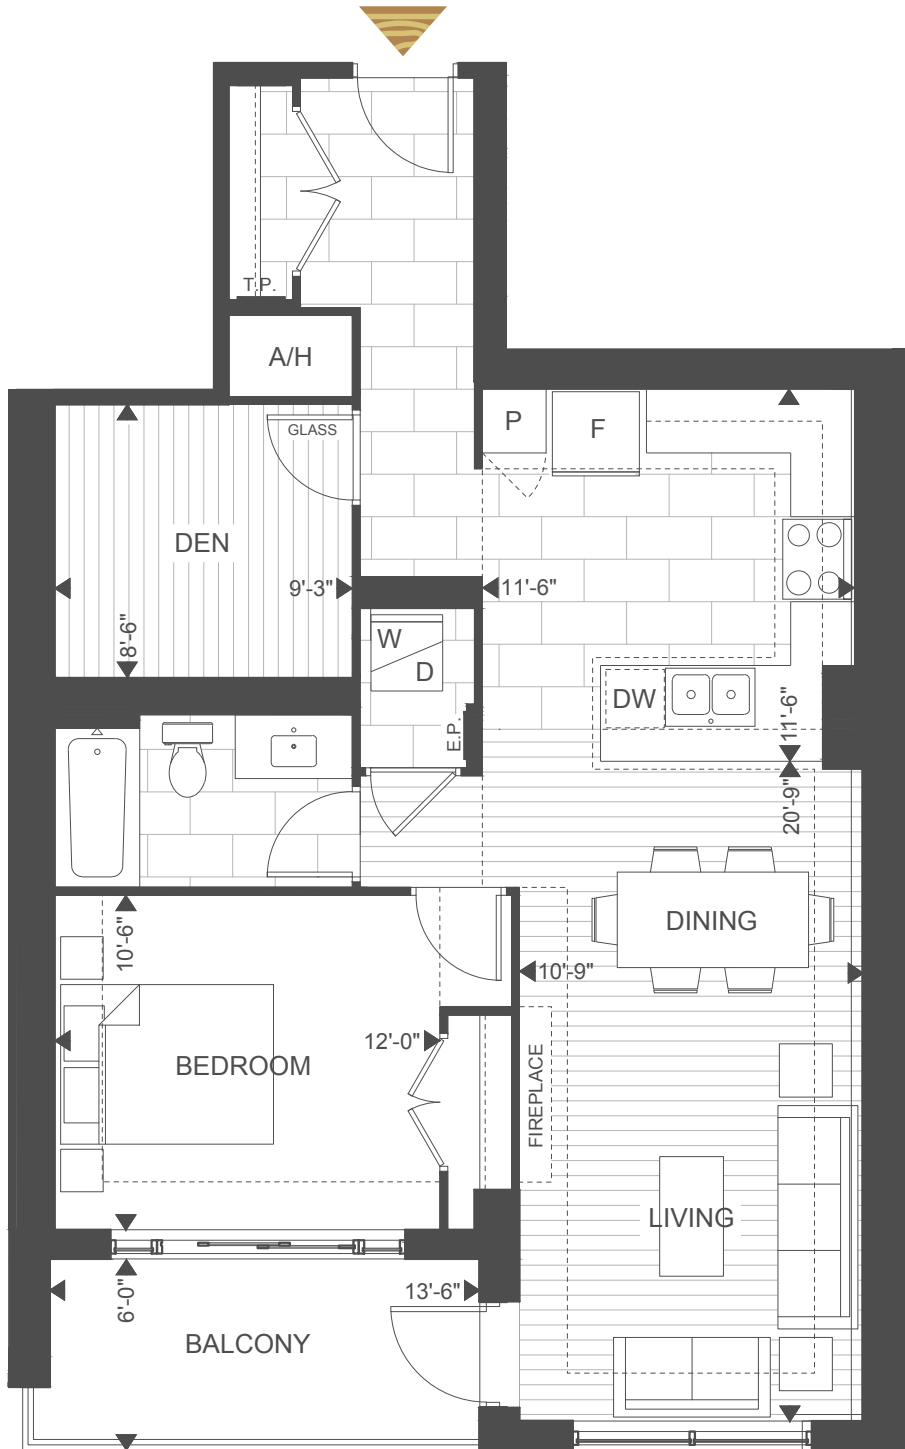 T.P.
A/H
GLASS
P
F
DEN
9'-3"
11'-6"
8'-6"
W
D
DW
E.P.
11'-6"
20'-9"
DINING
10'-6"
10'-9"
12'-0"
BEDROOM
FIREPLACE
LIVING
6'-0"
13'-6"
BALCONY